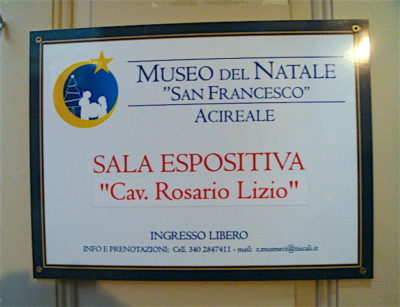 MUSEO DEL NATALE
"SAN FRANCESCO"
ACIREALE
SALA ESPOSITIVA
"Cav. Rosario Lizio"
INGRESSO LIBERO
INFO E PRENOTAZIONI: Cell. 340 2847411 - mail: c.musmeci@tiscali.it